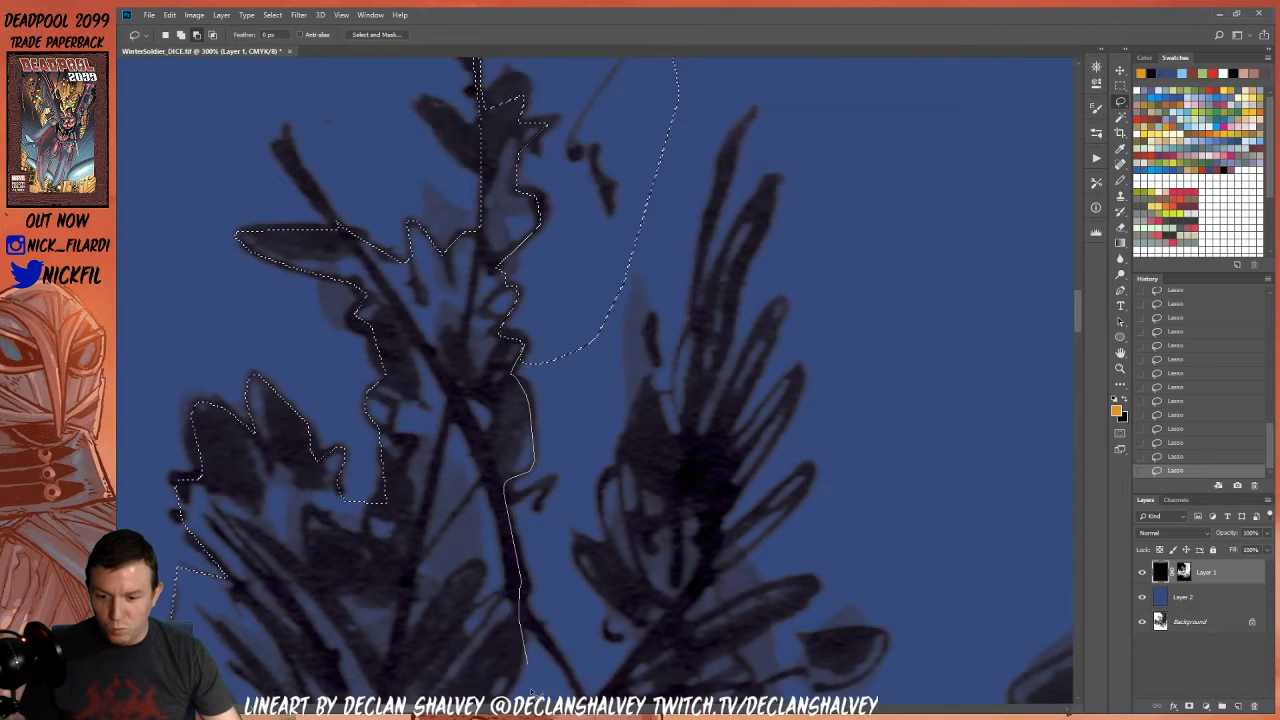 DEADPOOL 2099
TRADE PAPERBACK
DEADPOOL
2099
MARVEL
OUT NOW
NICK_FILARDI
NICKFIL
File Edit Image Layer Type Select Filter 3D View Window Help
Feather: 0 px Anti-alias Select and Mask...
WinterSoldier_DICE.tif @ 300% (Layer 1, CMYK/8) *
Color Swatches
History
Lasso
Lasso
Lasso
Lasso
Lasso
Lasso
Lasso
Lasso
Lasso
Lasso
Lasso
Lasso
Lasso
Lasso
Layers Channels
Kind
Normal Opacity: 100%
Lock: Fill: 100%
Layer 1
Layer 2
Background
LINEART BY DECLAN SHALVEY @DECLANSHALVEY TWITCH.TV/DECLANSHALVEY